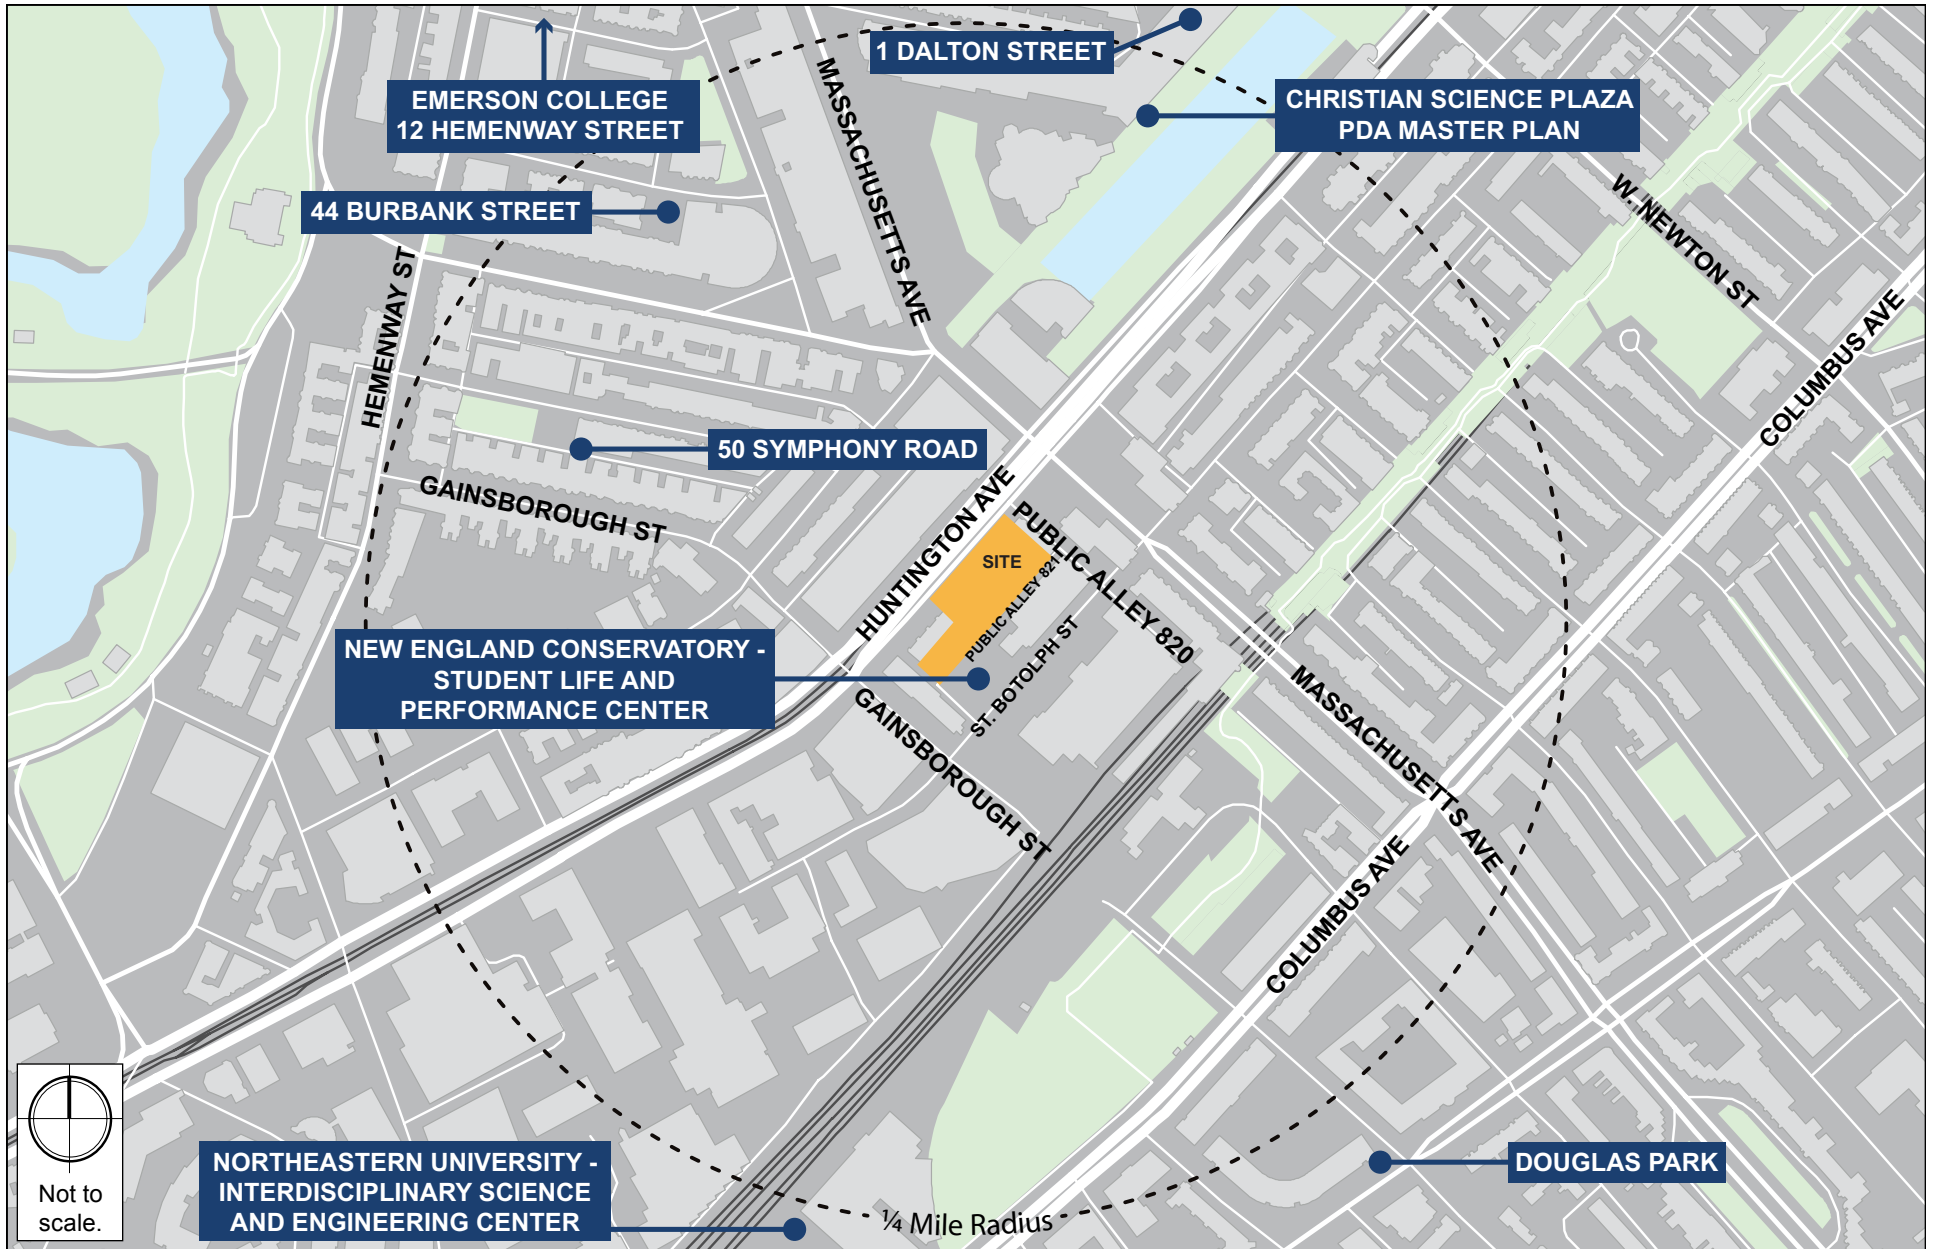 1 DALTON STREET
EMERSON COLLEGE
12 HEMENWAY STREET
CHRISTIAN SCIENCE PLAZA
PDA MASTER PLAN
MASSACHUSETTS AVE
44 BURBANK STREET
W. NEWTON ST
HEMENWAY ST
COLUMBUS AVE
50 SYMPHONY ROAD
GAINSBOROUGH ST
HUNTINGTON AVE
SITE
PUBLIC ALLEY 820
PUBLIC ALLEY 821
ST. BOTOLPH ST
NEW ENGLAND CONSERVATORY -
STUDENT LIFE AND
PERFORMANCE CENTER
GAINSBOROUGH ST
MASSACHUSETTS AVE
COLUMBUS AVE
Not to
scale.
NORTHEASTERN UNIVERSITY -
INTERDISCIPLINARY SCIENCE
AND ENGINEERING CENTER
DOUGLAS PARK
¼ Mile Radius